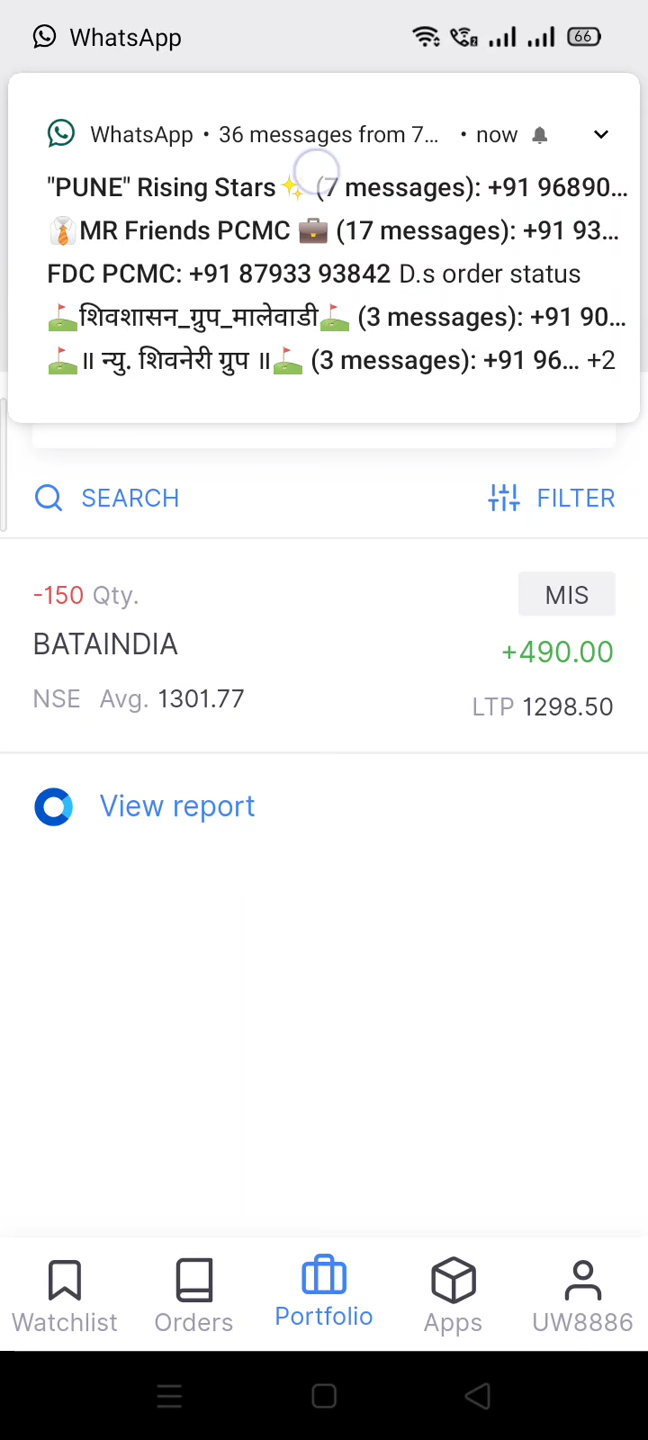 WhatsApp 66
WhatsApp • 36 messages from 7... • now
"PUNE" Rising Stars✨ (7 messages): +91 96890...
👔MR Friends PCMC 💼 (17 messages): +91 93...
FDC PCMC: +91 87933 93842 D.s order status
⛳शिवशासन_ग्रुप_मालेवाडी⛳ (3 messages): +91 90...
⛳॥ न्यु. शिवनेरी ग्रुप ॥⛳ (3 messages): +91 96... +2
SEARCH FILTER
-150 Qty. MIS
BATAINDIA +490.00
NSE Avg. 1301.77 LTP 1298.50
View report
Watchlist Orders Portfolio Apps UW8886